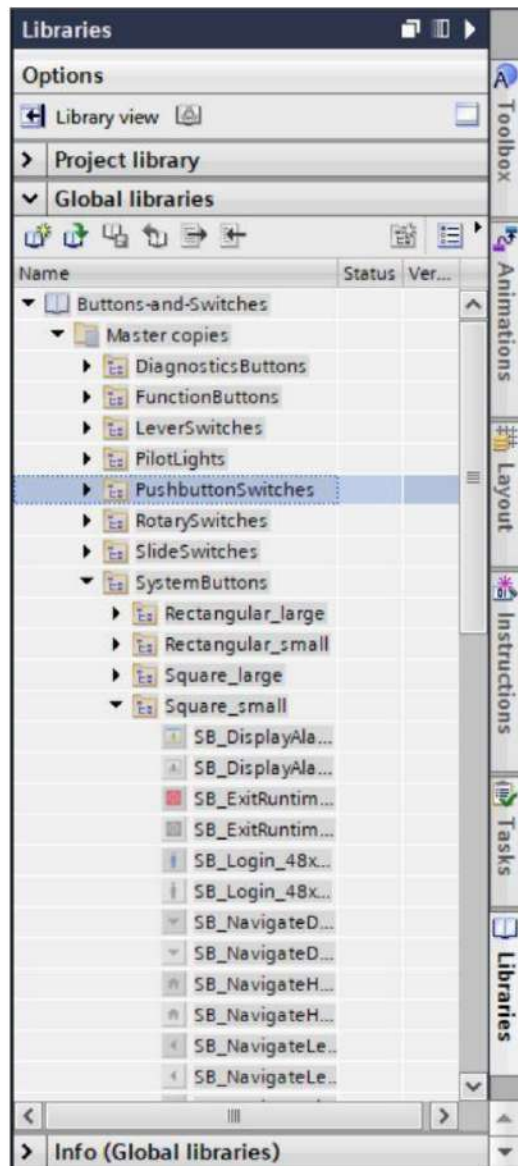 Libraries
Options
Library view
Project library
Global libraries
Name Status Ver...
Buttons-and-Switches
Master copies
DiagnosticsButtons
FunctionButtons
LeverSwitches
PilotLights
PushbuttonSwitches
RotarySwitches
SlideSwitches
SystemButtons
Rectangular_large
Rectangular_small
Square_large
Square_small
SB_DisplayAla...
SB_DisplayAla...
SB_ExitRuntim...
SB_ExitRuntim...
SB_Login_48x...
SB_Login_48x...
SB_NavigateD...
SB_NavigateD...
SB_NavigateH...
SB_NavigateH...
SB_NavigateLe..
SB_NavigateLe..
Info (Global libraries)
Toolbox
Animations
Layout
Instructions
Tasks
Libraries